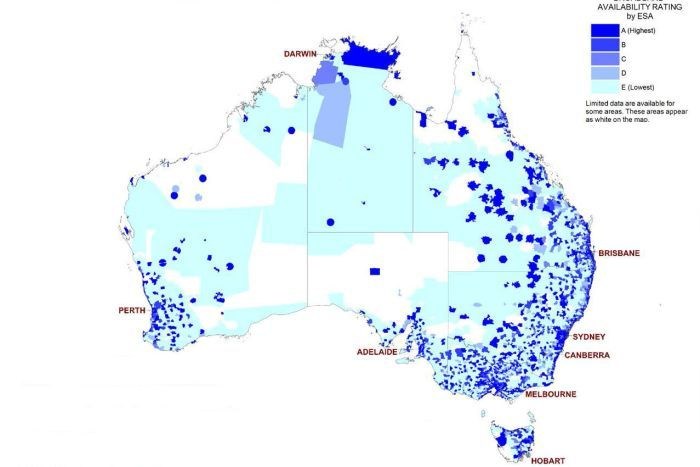 AVAILABILITY RATING
by ESA
A (Highest)
B
C
D
E (Lowest)
Limited data are available for
some areas. These areas appear
as white on the map.
DARWIN
BRISBANE
PERTH
SYDNEY
ADELAIDE
CANBERRA
MELBOURNE
HOBART